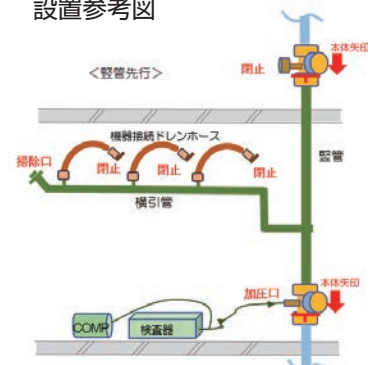 設置参考図
本体矢印
閉止
＜竪管先行＞
機器接続ドレンホース
竪管
掃除口
閉止
閉止
閉止
横引管
本体矢印
加圧口
COMP
検査器